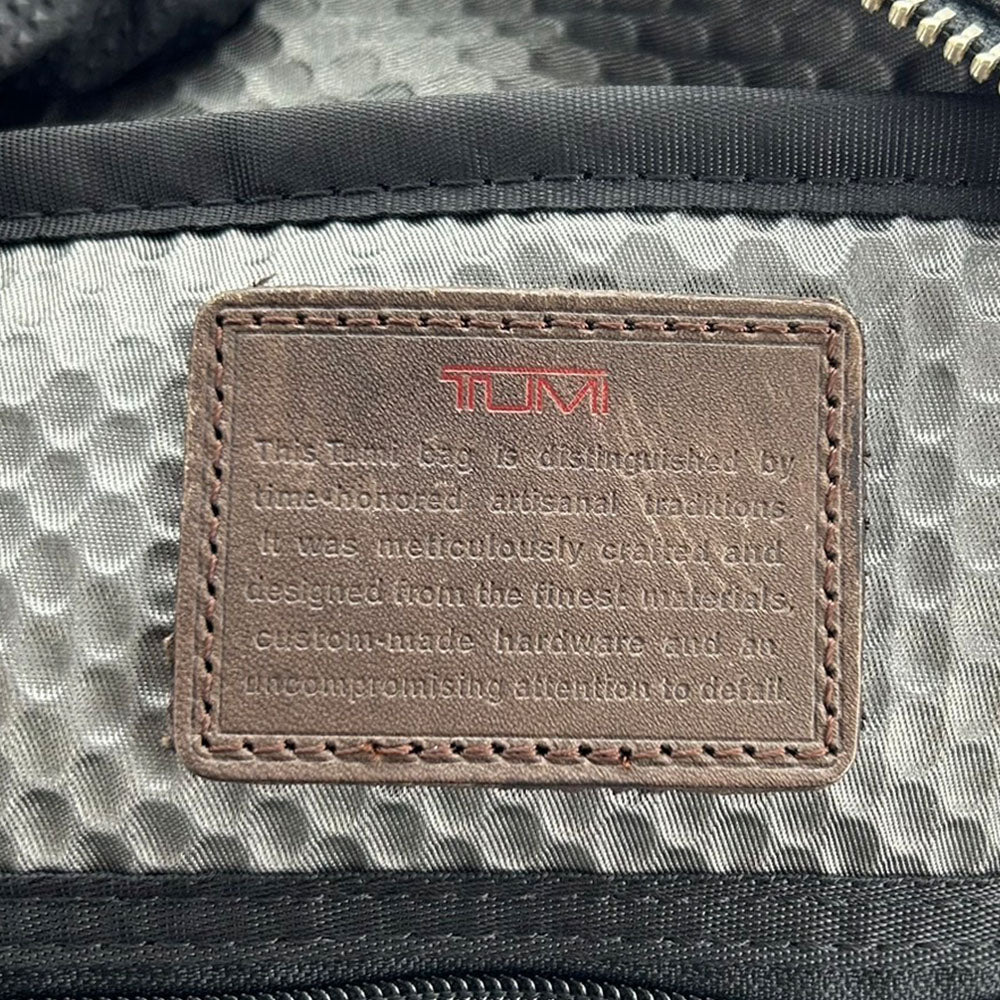 TUMI
This Tumi bag is distinguished by
time-honored artisanal traditions
It was meticulously crafted and
designed from the finest materials,
custom-made hardware and an
uncompromising attention to detail